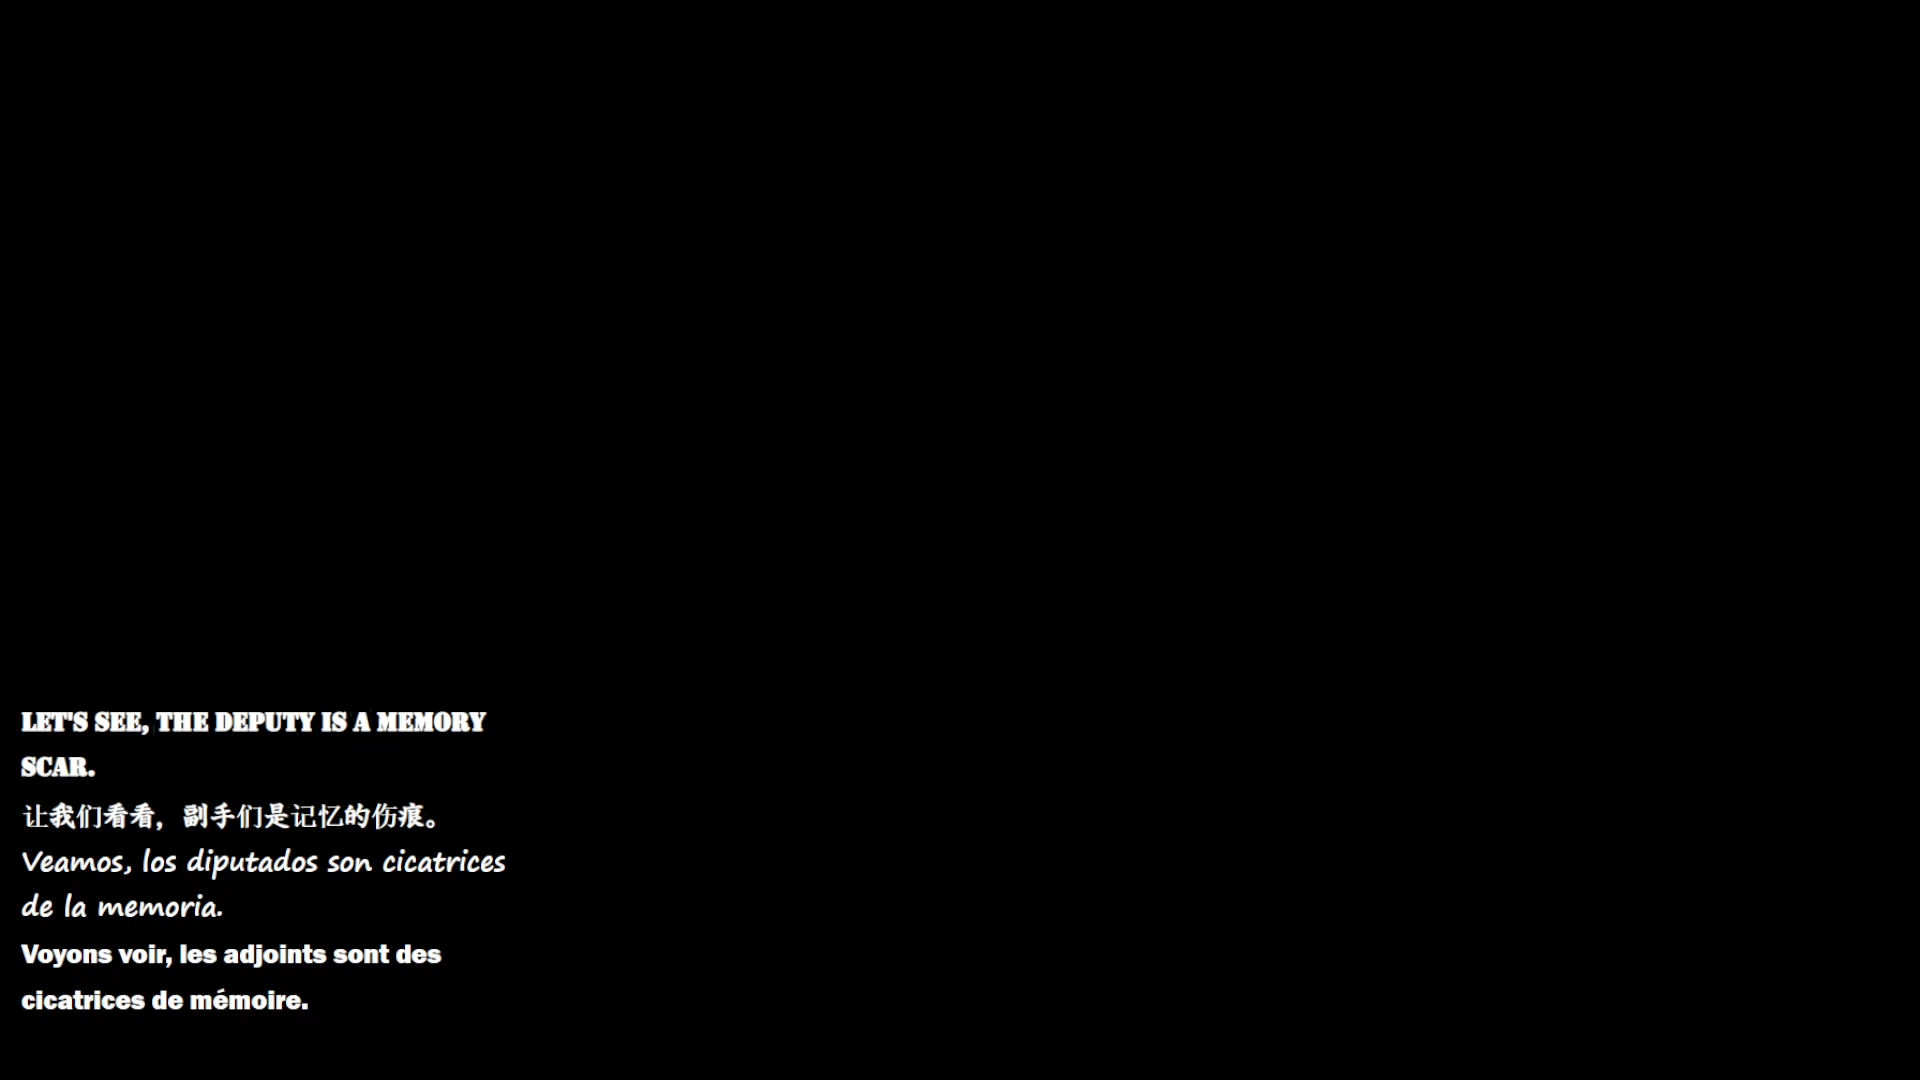 LET'S SEE, THE DEPUTY IS A MEMORY
SCAR.
让我们看看，副手们是记忆的伤痕。
Veamos, los diputados son cicatrices
de la memoria.
Voyons voir, les adjoints sont des
cicatrices de mémoire.